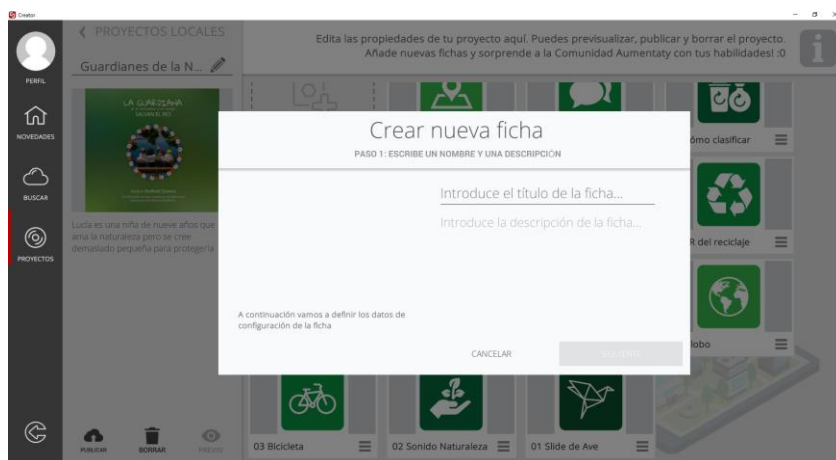 Creator
PERFIL
NOVEDADES
BUSCAR
PROYECTOS
PROYECTOS LOCALES
Guardianes de la N...
LA GUARDIANA
SALVAN EL RÍO
Lucía es una niña de nueve años que
ama la naturaleza pero se cree
demasiado pequeña para protegerla.
PUBLICAR
BORRAR
PREVIO
Edita las propiedades de tu proyecto aquí. Puedes previsualizar, publicar y borrar el proyecto.
Añade nuevas fichas y sorprende a la Comunidad Aumentaty con tus habilidades! :0
Crear nueva ficha
PASO 1: ESCRIBE UN NOMBRE Y UNA DESCRIPCIÓN
Introduce el título de la ficha...
Introduce la descripción de la ficha...
A continuación vamos a definir los datos de
configuración de la ficha
CANCELAR
SIGUIENTE
ómo clasificar
R del reciclaje
lobo
03 Bicicleta
02 Sonido Naturaleza
01 Slide de Ave